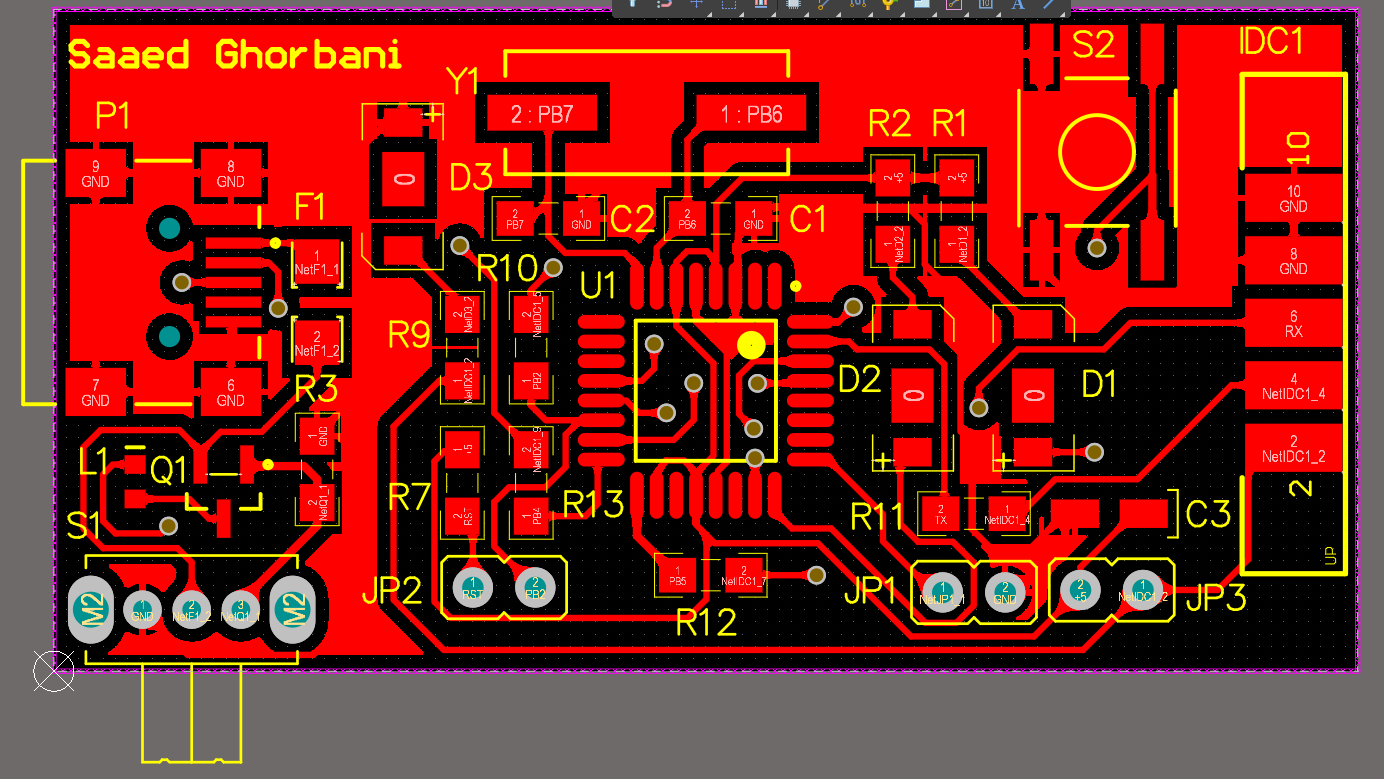 Saaed Ghorbani
S2
IDC1
Y1
P1
2 : PB7
1 : PB6
R2
R1
10
9
GND
8
GND
0
D3
2
+5
2
+5
10
GND
F1
2
PB7
1
GND
C2
2
PB6
1
GND
C1
1
NetD2_2
1
NetD1_2
8
GND
1
NetF1_1
R10
U1
2
NetD3_2
2
NetIDC1_5
6
RX
2
NetF1_2
R9
7
GND
6
GND
R3
1
NetIDC1_2
1
PB2
D2
0
0
D1
4
NetIDC1_4
1
GND
2
+5
2
NetIDC1_9
2
NetIDC1_2
L1
Q1
2
NetQ1_1
R7
1
RST
1
PB4
R13
R11
2
TX
1
NetIDC1_4
C3
2
UP
S1
JP2
1
RST
2
PB2
1
PB5
2
NetIDC1_7
R12
JP1
1
NetJP1_1
2
GND
2
+5
1
NetIDC1_2
JP3
M2
1
GND
2
NetF1_2
3
NetQ1_1
M2